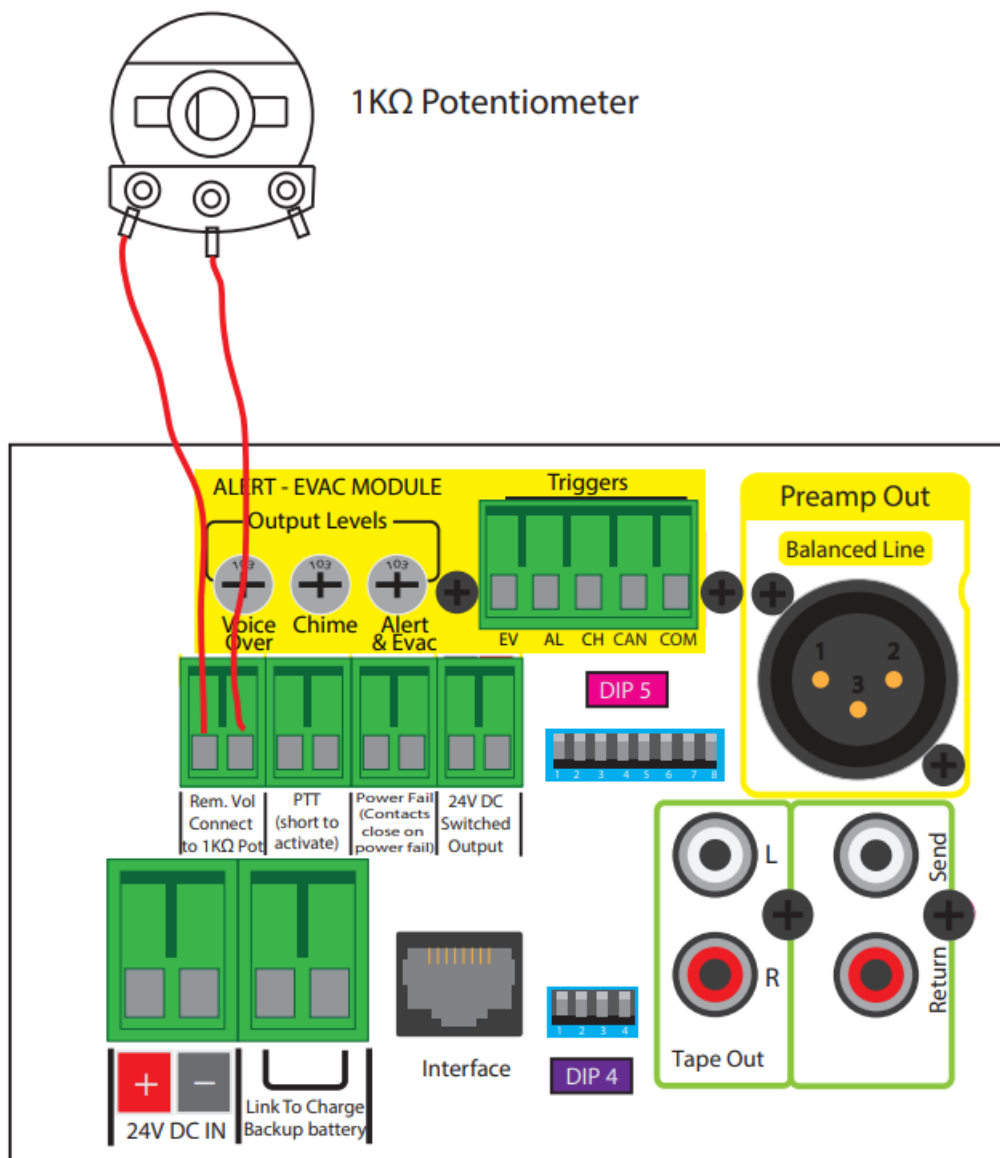 1KΩ Potentiometer
ALERT - EVAC MODULE
Output Levels
103
103
103
Voice
Over
Chime
Alert
& Evac
Triggers
EV AL CH CAN COM
Preamp Out
Balanced Line
1 2
3
DIP 5
1 2 3 4 5 6 7 8
Rem. Vol
Connect
to 1KΩ Pot
PTT
(short to
activate)
Power Fail
(Contacts
close on
power fail)
24V DC
Switched
Output
L
R
Tape Out
Send
Return
+ −
24V DC IN
Link To Charge
Backup battery
Interface
1 2 3 4
DIP 4